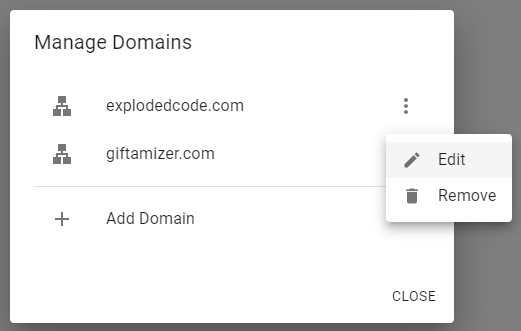 Manage Domains
explodedcode.com
giftamizer.com
Edit
Remove
Add Domain
CLOSE